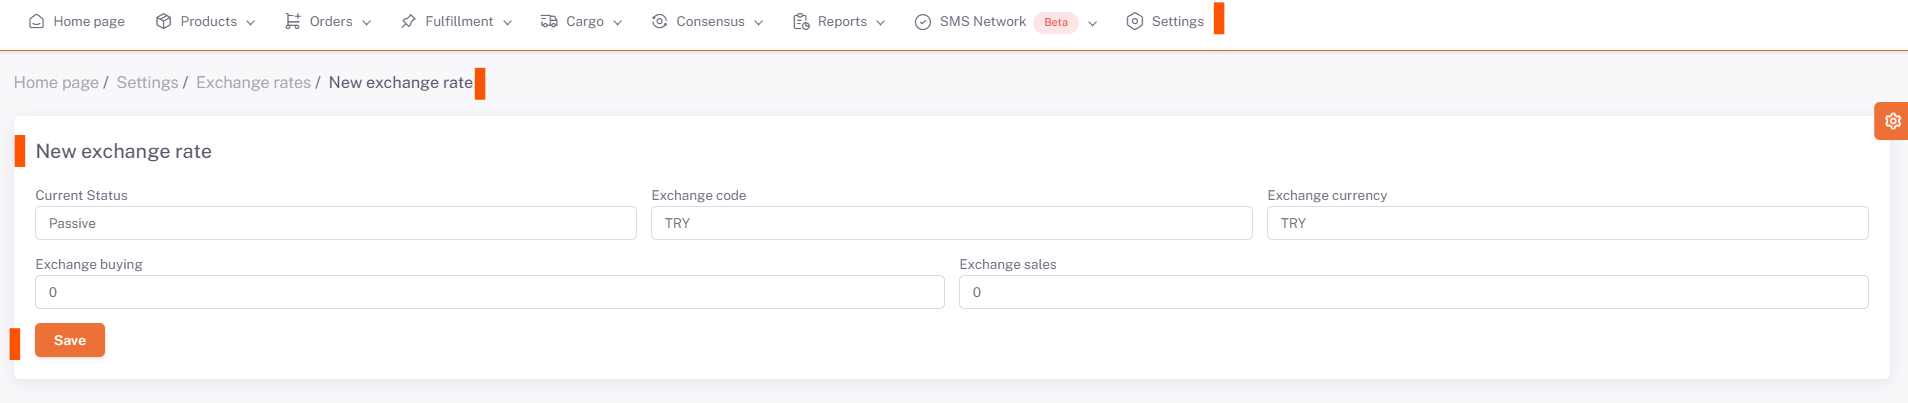 Home page Products Orders Fulfillment Cargo Consensus Reports SMS Network Beta Settings
Home page / Settings / Exchange rates / New exchange rate
New exchange rate
Current Status Exchange code Exchange currency
Passive TRY TRY
Exchange buying Exchange sales
0 0
Save